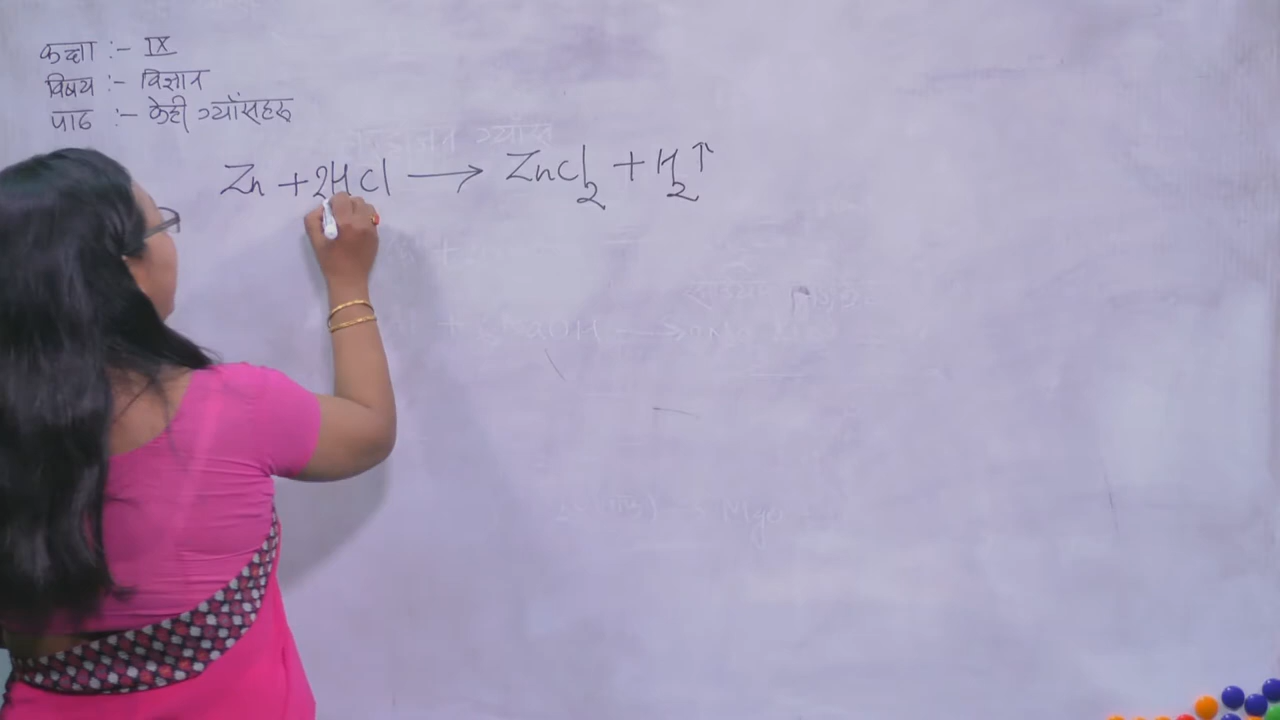 कक्षा :- IX
विषय :- विज्ञान
पाठ :- केही ग्याँसहरू
Zn + 2HCl ⟶ ZnCl₂ + H₂↑